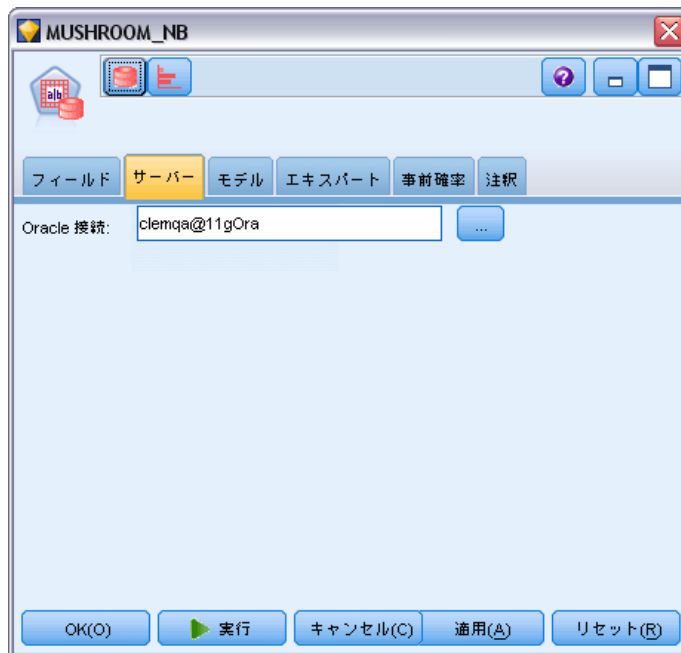 MUSHROOM_NB
a|b
フィールド サーバー モデル エキスパート 事前確率 注釈
Oracle 接続: clemqa@11gOra ...
OK(O) 実行 キャンセル(C) 適用(A) リセット(R)